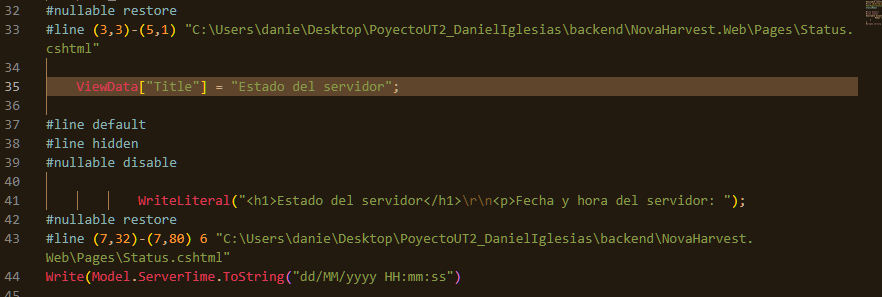 32 #nullable restore
33 #line (3,3)-(5,1) "C:\Users\danie\Desktop\PoyectoUT2_DanielIglesias\backend\NovaHarvest.Web\Pages\Status.
cshtml"
34
35 ViewData["Title"] = "Estado del servidor";
36
37 #line default
38 #line hidden
39 #nullable disable
40
41 WriteLiteral("<h1>Estado del servidor</h1>\r\n<p>Fecha y hora del servidor: ");
42 #nullable restore
43 #line (7,32)-(7,80) 6 "C:\Users\danie\Desktop\PoyectoUT2_DanielIglesias\backend\NovaHarvest.
Web\Pages\Status.cshtml"
44 Write(Model.ServerTime.ToString("dd/MM/yyyy HH:mm:ss")
45